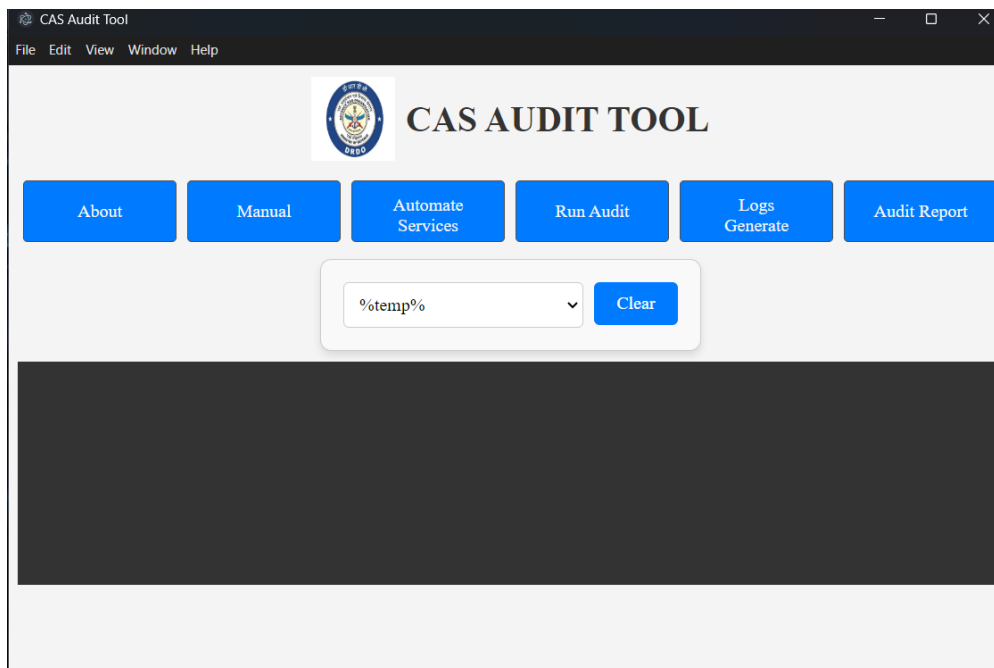 CAS Audit Tool
File Edit View Window Help
CAS AUDIT TOOL
DRDO
About
Manual
Automate
Services
Run Audit
Logs
Generate
Audit Report
%temp%
Clear